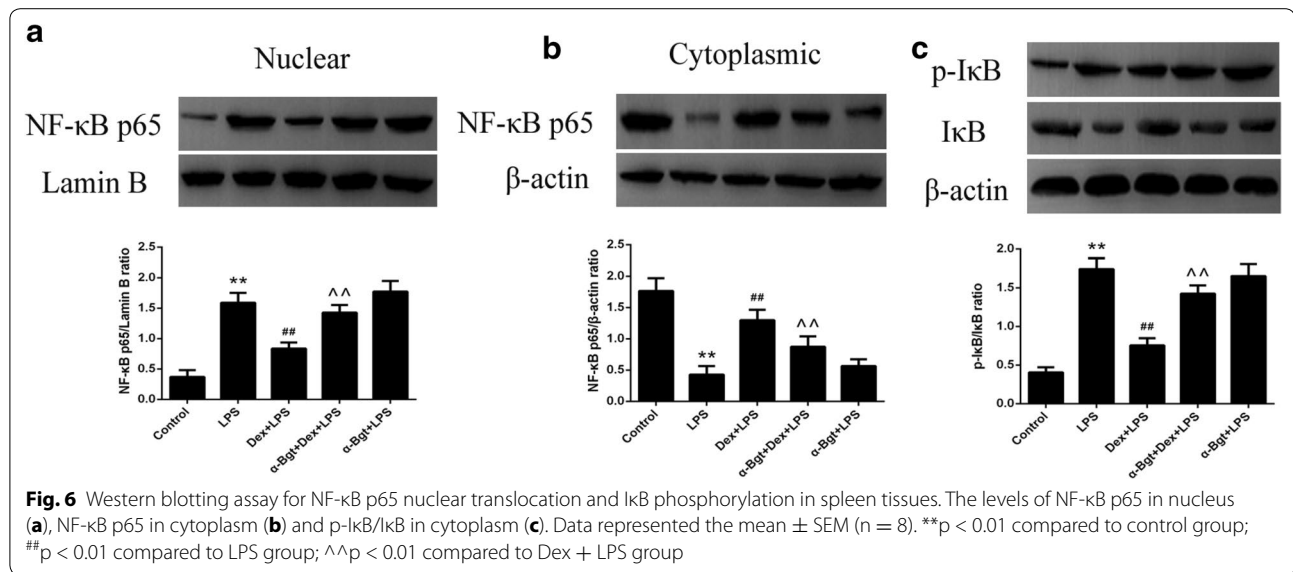 a
Nuclear
NF-κB p65
Lamin B
NF-κB p65/Lamin B ratio
2.5
2.0
1.5
1.0
0.5
0.0
**
##
^^
Control
LPS
Dex+LPS
α-Bgt+Dex+LPS
α-Bgt+LPS
b
Cytoplasmic
NF-κB p65
β-actin
NF-κB p65/β-actin ratio
2.5
2.0
1.5
1.0
0.5
0.0
**
##
^^
Control
LPS
Dex+LPS
α-Bgt+Dex+LPS
α-Bgt+LPS
c
p-IκB
IκB
β-actin
p-IκB/IκB ratio
2.0
1.5
1.0
0.5
0.0
**
##
^^
Control
LPS
Dex+LPS
α-Bgt+Dex+LPS
α-Bgt+LPS
Fig. 6 Western blotting assay for NF-κB p65 nuclear translocation and IκB phosphorylation in spleen tissues. The levels of NF-κB p65 in nucleus
(a), NF-κB p65 in cytoplasm (b) and p-IκB/IκB in cytoplasm (c). Data represented the mean ± SEM (n = 8). **p < 0.01 compared to control group;
##p < 0.01 compared to LPS group; ^^p < 0.01 compared to Dex + LPS group